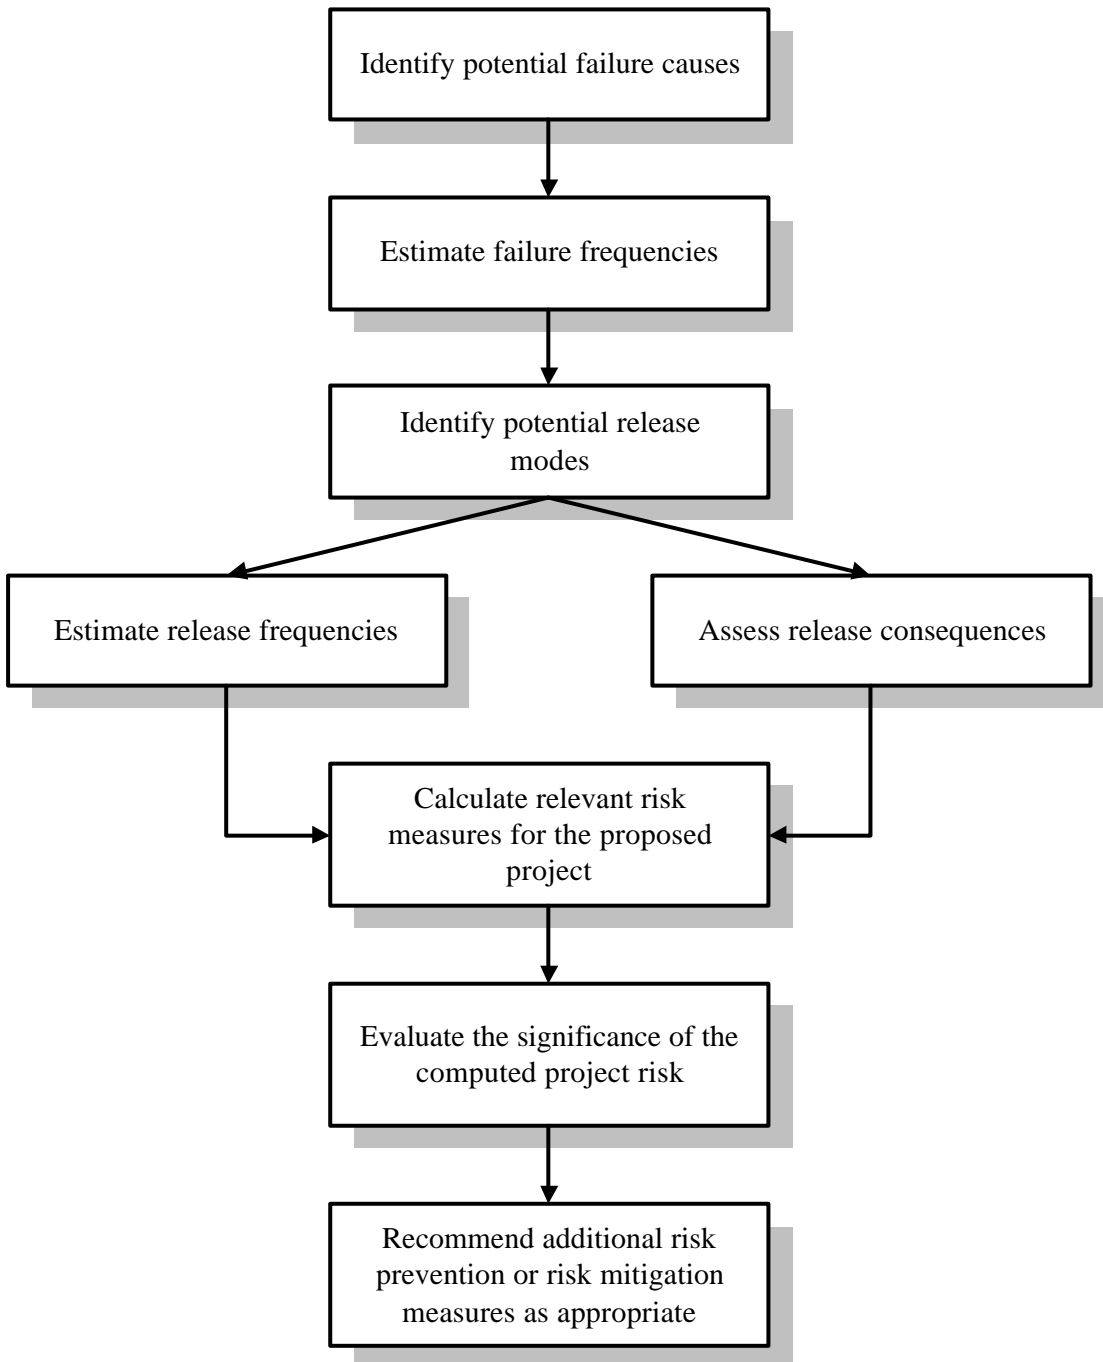 Identify potential failure causes
Estimate failure frequencies
Identify potential release
modes
Estimate release frequencies
Assess release consequences
Calculate relevant risk
measures for the proposed
project
Evaluate the significance of the
computed project risk
Recommend additional risk
prevention or risk mitigation
measures as appropriate